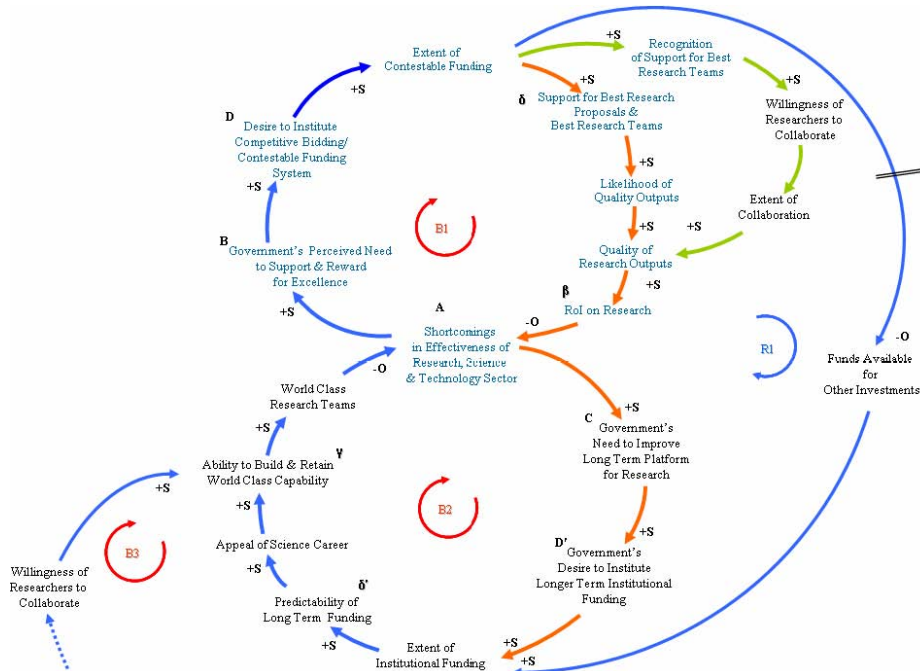 Extent of
Contestable Funding
+S
Recognition
of Support for Best
Research Teams
+S
Willingness of
Researchers to
Collaborate
+S
δ
Support for Best Research
Proposals &
Best Research Teams
+S
D
Desire to Institute
Competitive Bidding/
Contestable Funding
System
+S
+S
Likelihood of
Quality Outputs
Extent of
Collaboration
+S
+S
B1
B
Government's Perceived Need
to Support & Reward
for Excellence
+S
Quality of
Research Outputs
+S
β
RoI on Research
-O
A
Shortcomings
in Effectiveness of
Research, Science
& Technology Sector
R1
-O
Funds Available
for
Other Investments
-O
World Class
Research Teams
+S
+S
C
Government's
Need to Improve
Long Term Platform
for Research
γ
Ability to Build & Retain
World Class Capability
+S
+S
B2
+S
B3
Appeal of Science Career
+S
D'
Government's
Desire to Institute
Longer Term Institutional
Funding
Willingness of
Researchers to
Collaborate
δ'
Predictability of
Long Term Funding
+S
Extent of
Institutional Funding
+S
+S